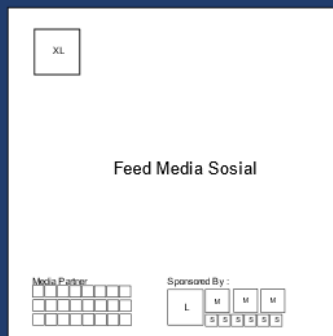 XL
Feed Media Sosial
Media Partner
Sponsored By :
L
M M M
S S S S S S